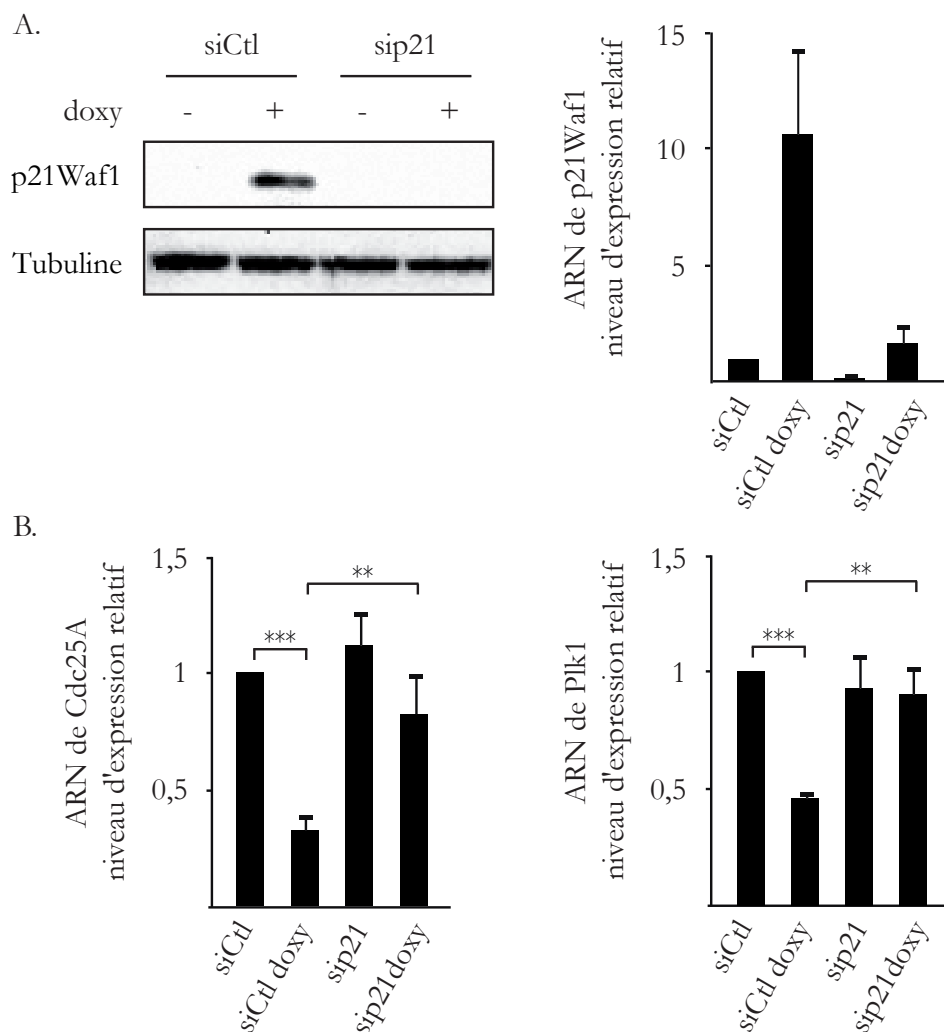 A.
siCtl sip21
doxy - + - +
p21Waf1
Tubuline
ARN de p21Waf1
niveau d'expression relatif
15
10
5
siCtl
siCtl doxy
sip21
sip21doxy
B.
ARN de Cdc25A
niveau d'expression relatif
1,5
1
0,5
***
**
siCtl
siCtl doxy
sip21
sip21doxy
ARN de Plk1
niveau d'expression relatif
1,5
1
0,5
***
**
siCtl
siCtl doxy
sip21
sip21doxy